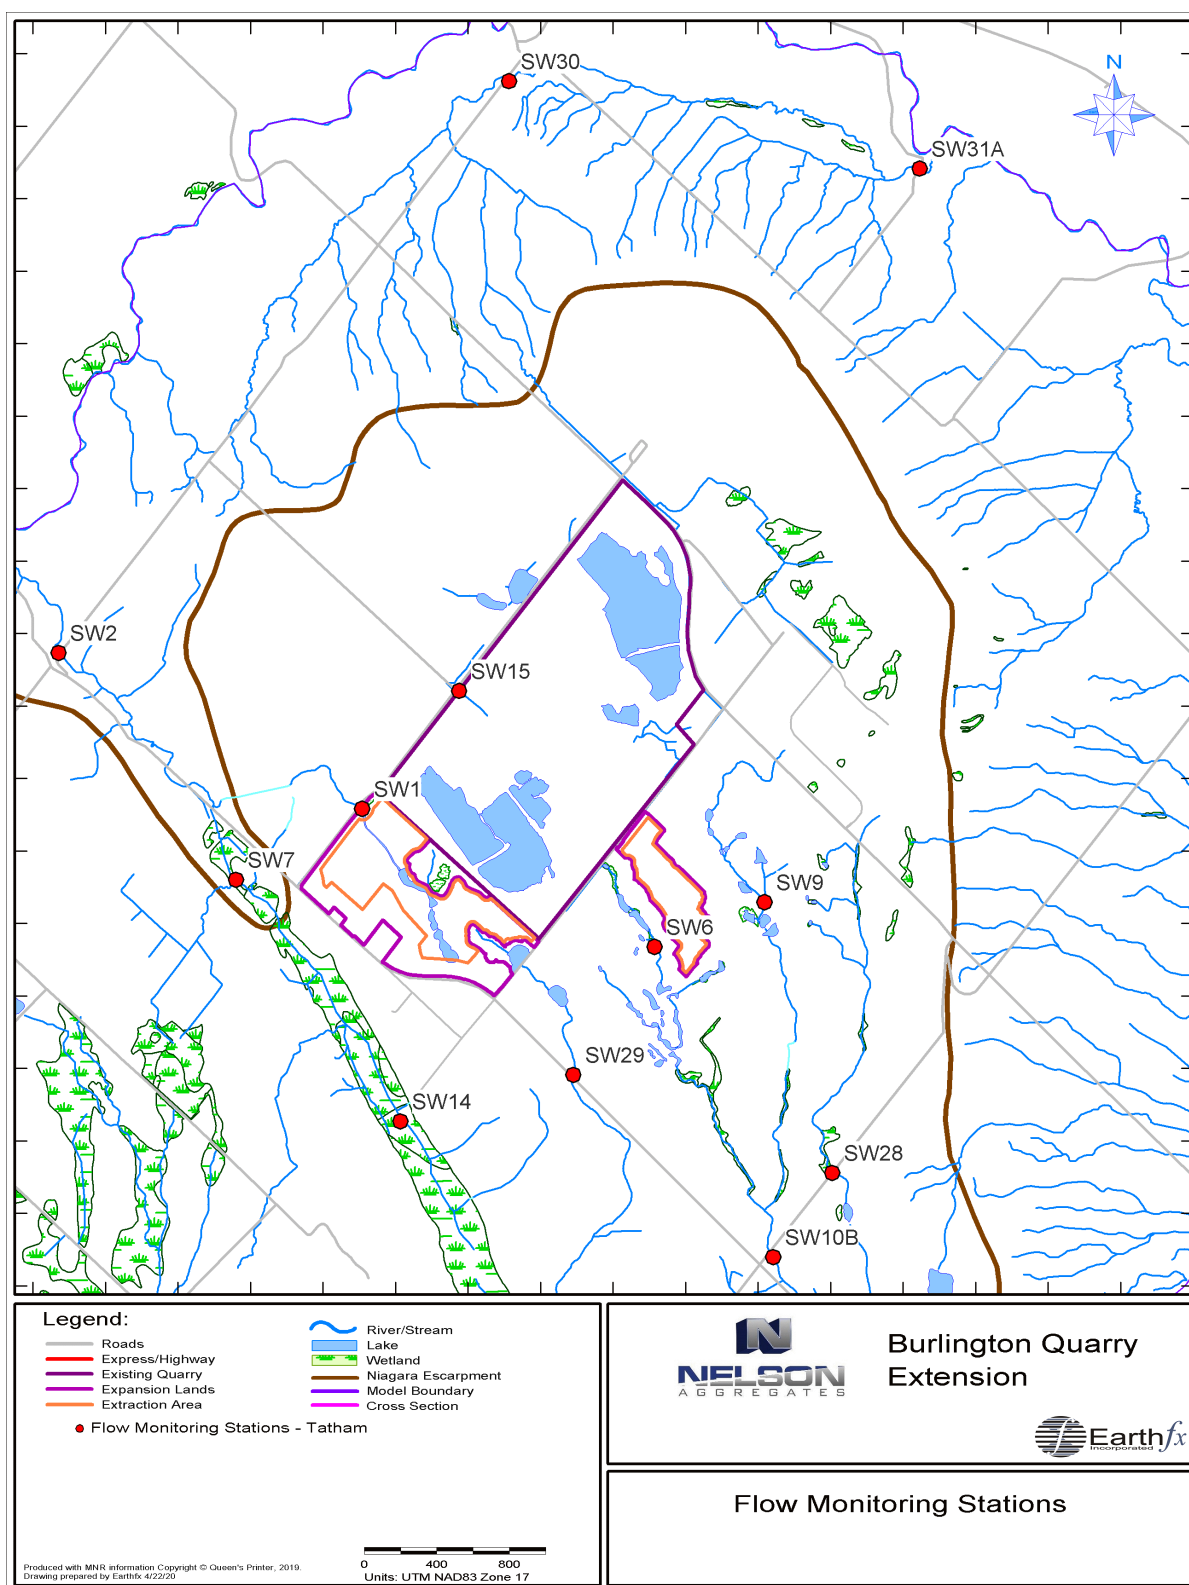 SW30
N
SW31A
SW2
SW15
SW1
SW7
SW9
SW6
SW29
SW14
SW28
SW10B
Legend:
Roads
Express/Highway
Existing Quarry
Expansion Lands
Extraction Area
River/Stream
Lake
Wetland
Niagara Escarpment
Model Boundary
Cross Section
Flow Monitoring Stations - Tatham
0 400 800
Units: UTM NAD83 Zone 17
Produced with MNR information Copyright © Queen's Printer, 2019.
Drawing prepared by Earthfx 4/22/20
N
NELSON
AGGREGATES
Burlington Quarry
Extension
Earthfx
Incorporated
Flow Monitoring Stations